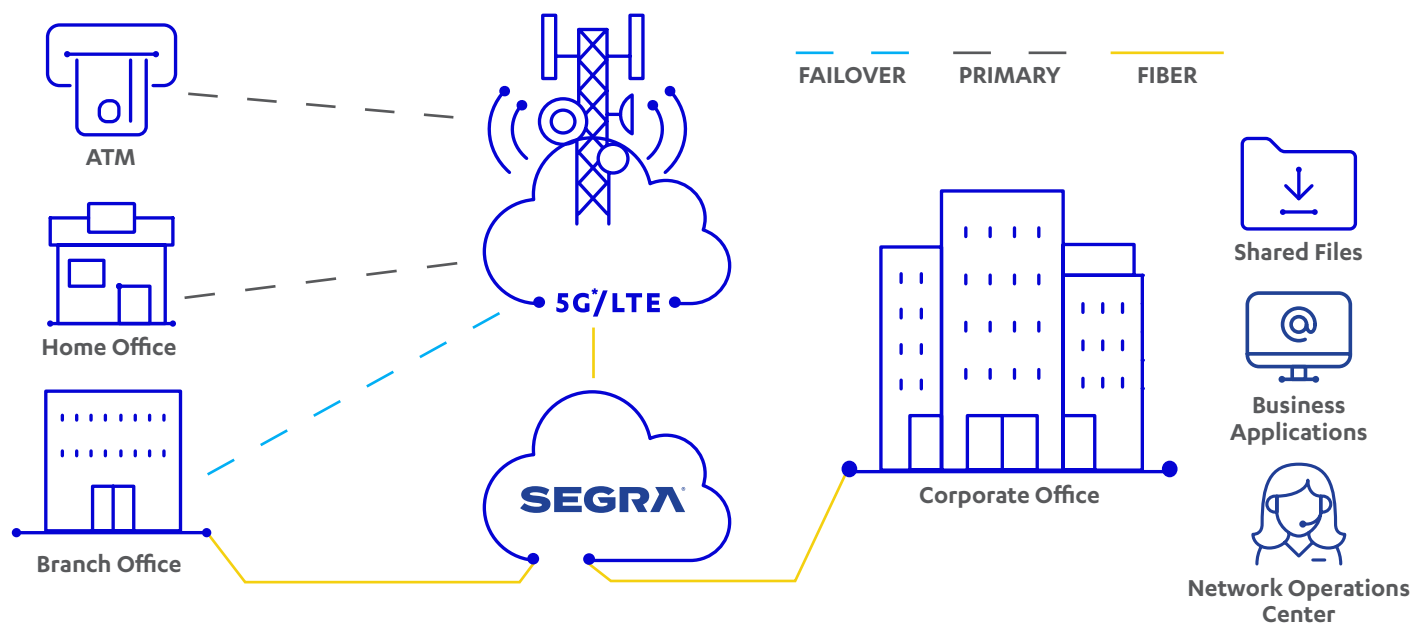 FAILOVER
PRIMARY
FIBER
ATM
Home Office
Branch Office
5G*/LTE
SEGRA®
Corporate Office
Shared Files
Business
Applications
Network Operations
Center